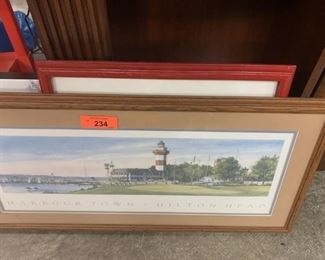 234
HARBOUR TOWN · HILTON HEAD